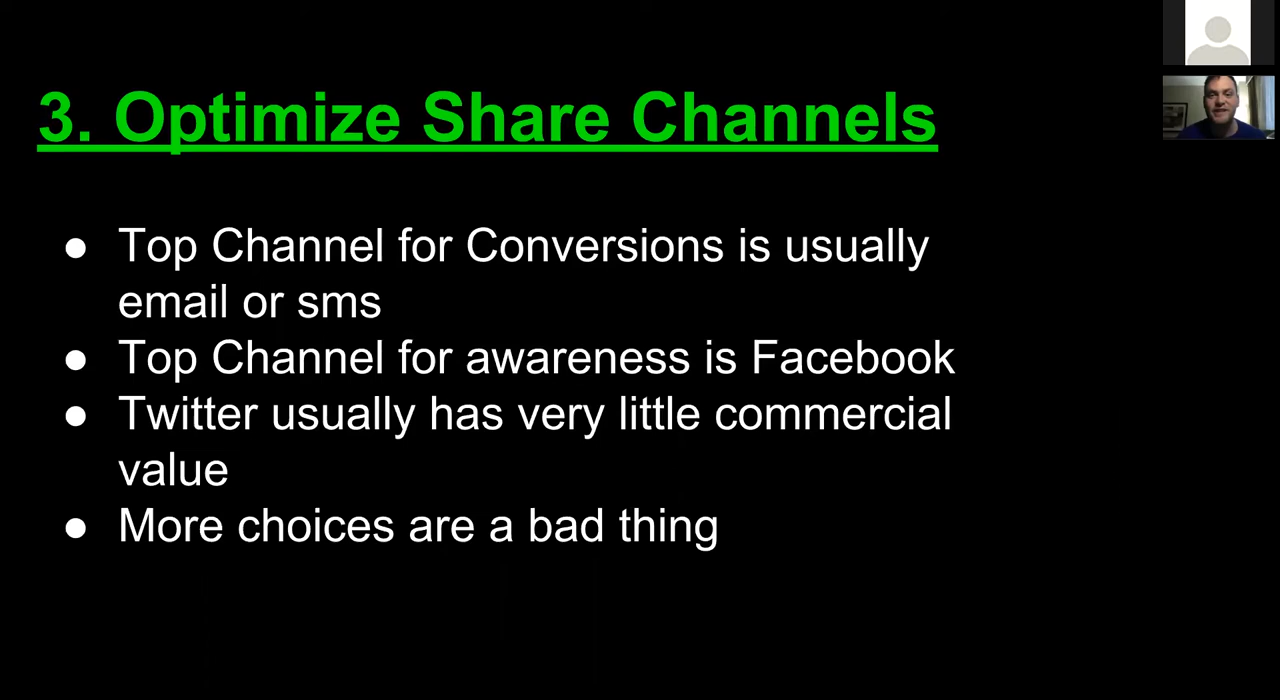 3. Optimize Share Channels
● Top Channel for Conversions is usually
email or sms
● Top Channel for awareness is Facebook
● Twitter usually has very little commercial
value
● More choices are a bad thing